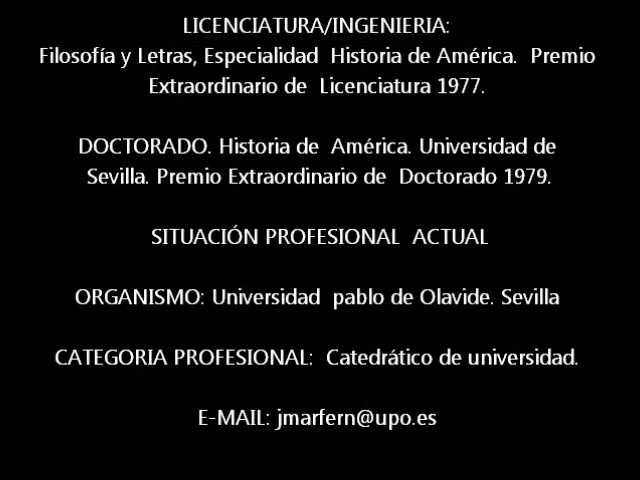 LICENCIATURA/INGENIERIA:
Filosofía y Letras, Especialidad Historia de América. Premio
Extraordinario de Licenciatura 1977.
DOCTORADO. Historia de América. Universidad de
Sevilla. Premio Extraordinario de Doctorado 1979.
SITUACIÓN PROFESIONAL ACTUAL
ORGANISMO: Universidad pablo de Olavide. Sevilla
CATEGORIA PROFESIONAL: Catedrático de universidad.
E-MAIL: jmarfern@upo.es